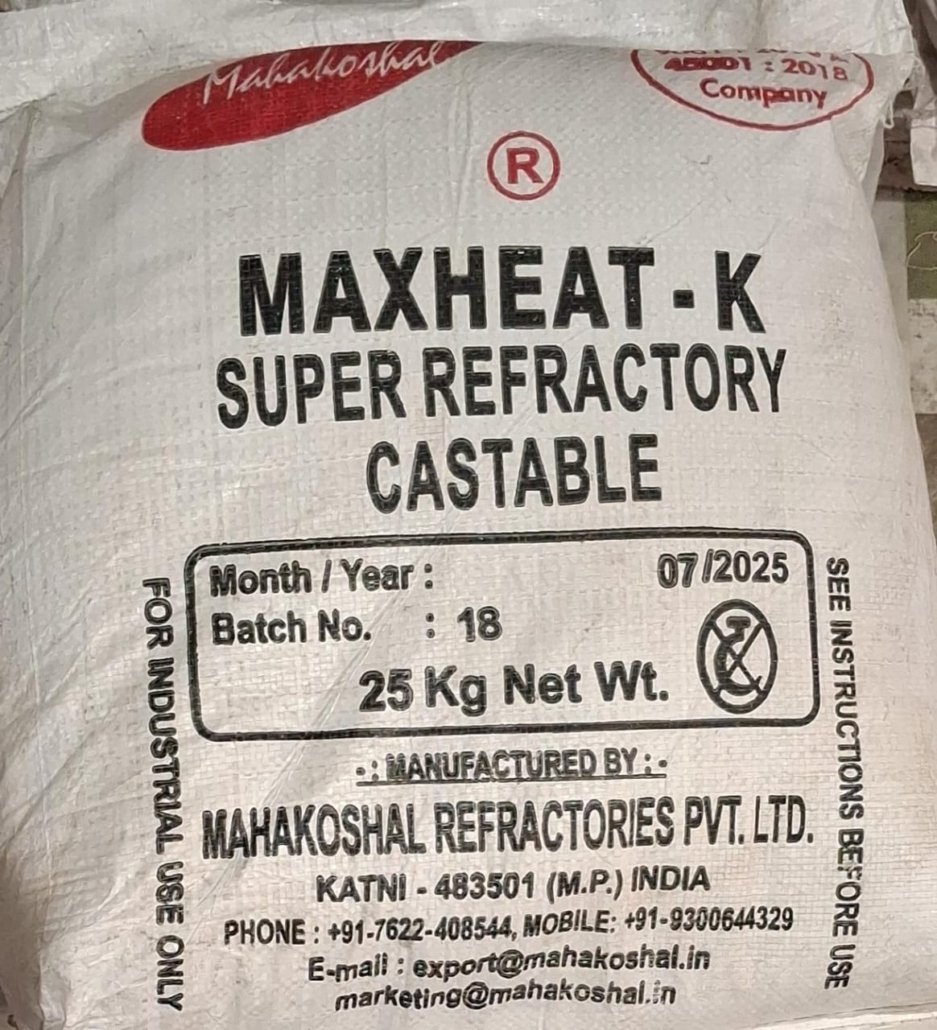 Mahakoshal
45001 : 2018
Company
®
MAXHEAT - K
SUPER REFRACTORY
CASTABLE
Month / Year : 07/2025
Batch No. : 18
25 Kg Net Wt.
FOR INDUSTRIAL USE ONLY
SEE INSTRUCTIONS BEFORE USE
-: MANUFACTURED BY :-
MAHAKOSHAL REFRACTORIES PVT. LTD.
KATNI - 483501 (M.P.) INDIA
PHONE : +91-7622-408544, MOBILE: +91-9300644329
E-mail : export@mahakoshal.in
marketing@mahakoshal.in